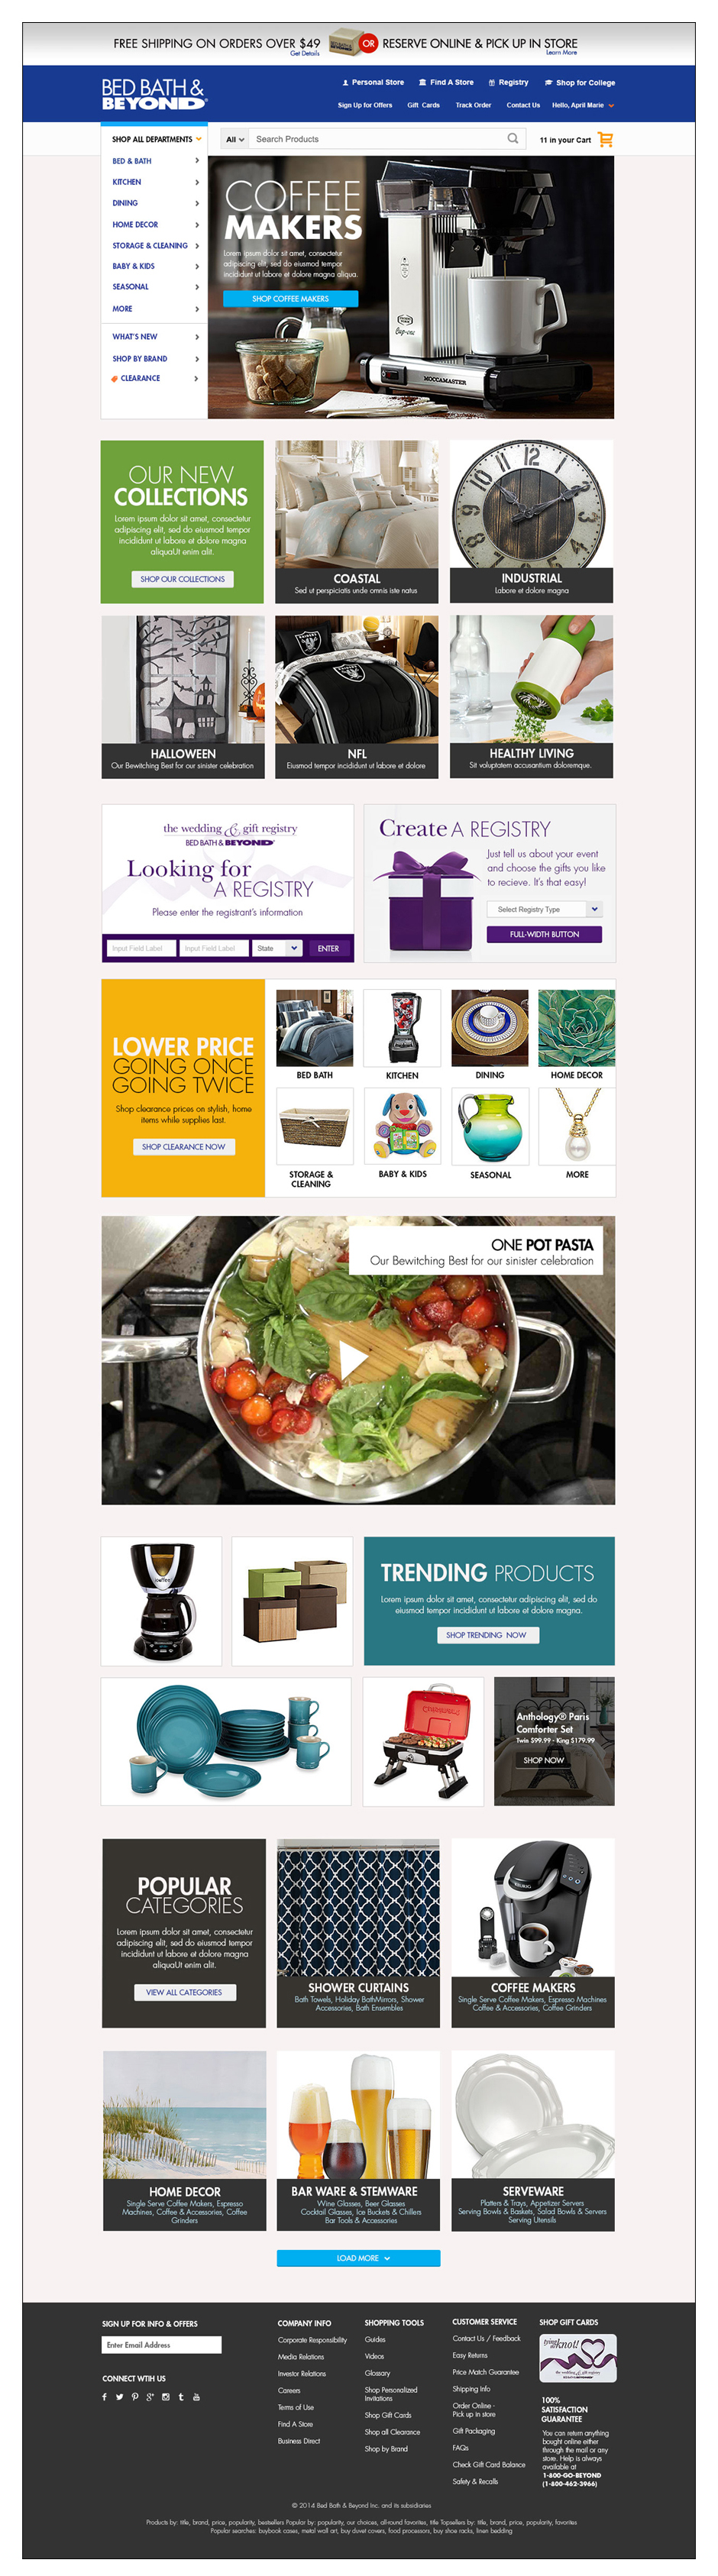 FREE SHIPPING ON ORDERS OVER $49
Get Details
OR
RESERVE ONLINE & PICK UP IN STORE
Learn More
BED BATH &
BEYOND
Personal Store
Find A Store
Registry
Shop for College
Sign Up for Offers
Gift Cards
Track Order
Contact Us
Hello, April Marie
SHOP ALL DEPARTMENTS
All
Search Products
11 in your Cart
BED & BATH
KITCHEN
DINING
HOME DECOR
STORAGE & CLEANING
BABY & KIDS
SEASONAL
MORE
WHAT'S NEW
SHOP BY BRAND
CLEARANCE
COFFEE
MAKERS
Lorem ipsum dolor sit amet, consectetur
adipiscing elit, sed do eiusmod tempor
incididunt ut labore et dolore magna aliqua.
SHOP COFFEE MAKERS
Cup-one
MOCCAMASTER
OUR NEW
COLLECTIONS
Lorem ipsum dolor sit amet, consectetur
adipiscing elit, sed do eiusmod tempor
incididunt ut labore et dolore magna
aliquaUt enim alit.
SHOP OUR COLLECTIONS
COASTAL
Sed ut perspiciatis unde omnis iste natus
INDUSTRIAL
Labore et dolore magna
HALLOWEEN
Our Bewitching Best for our sinister celebration
RAIDERS
NFL
Eiusmod tempor incididunt ut labore et dolore
HEALTHY LIVING
Sit voluptatem accusantium doloremque.
the wedding & gift registry
BED BATH & BEYOND
Looking for
A REGISTRY
Please enter the registrant's information
Input Field Label
Input Field Label
State
ENTER
Create A REGISTRY
Just tell us about your event
and choose the gifts you like
to recieve. It's that easy!
Select Registry Type
FULL-WIDTH BUTTON
LOWER PRICE
GOING ONCE
GOING TWICE
Shop clearance prices on stylish, home
items while supplies last.
SHOP CLEARANCE NOW
BED BATH
KITCHEN
DINING
HOME DECOR
STORAGE &
CLEANING
BABY & KIDS
SEASONAL
MORE
ONE POT PASTA
Our Bewitching Best for our sinister celebration
TRENDING PRODUCTS
Lorem ipsum dolor sit amet, consectetur adipiscing elit, sed do
eiusmod tempor incididunt ut labore et dolore magna.
SHOP TRENDING NOW
Anthology® Paris
Comforter Set
Twin $99.99 - King $179.99
SHOP NOW
POPULAR
CATEGORIES
Lorem ipsum dolor sit amet, consectetur
adipiscing elit, sed do eiusmod tempor
incididunt ut labore et dolore magna
aliquaUt enim alit.
VIEW ALL CATEGORIES
SHOWER CURTAINS
Bath Towels, Holiday BathMirrors, Shower
Accessories, Bath Ensembles
KEURIG
COFFEE MAKERS
Single Serve Coffee Makers, Espresso Machines
Coffee & Accessories, Coffee Grinders
HOME DECOR
Single Serve Coffee Makers, Espresso
Machines, Coffee & Accessories, Coffee
Grinders
BAR WARE & STEMWARE
Wine Glasses, Beer Glasses
Cocktail Glasses, Ice Buckets & Chillers
Bar Tools & Accessories
SERVEWARE
Platters & Trays, Appetizer Servers
Serving Bowls & Baskets, Salad Bowls & Servers
Serving Utensils
LOAD MORE
SIGN UP FOR INFO & OFFERS
Enter Email Address
CONNECT WTIH US
COMPANY INFO
Corporate Responsibility
Media Relations
Investor Relations
Careers
Terms of Use
Find A Store
Business Direct
SHOPPING TOOLS
Guides
Videos
Glossary
Shop Personalized
Invitations
Shop Gift Cards
Shop all Clearance
Shop by Brand
CUSTOMER SERVICE
Contact Us / Feedback
Easy Returns
Price Match Guarantee
Shipping Info
Order Online -
Pick up in store
Gift Packaging
FAQs
Check Gift Card Balance
Safety & Recalls
SHOP GIFT CARDS
100%
SATISFACTION
GUARANTEE
You can return anything
bought online either
through the mail or any
store. Help is always
available at
1-800-GO-BEYOND
(1-800-462-3966)
© 2014 Bed Bath & Beyond Inc. and its subsidiaries
Products by: title, brand, price, popularity, bestsellers Popular by: popularity, our choices, all-round favorites, title Topsellers by: title, brand, price, popularity, favorites
Popular searches: buybook cases, metal wall art, buy duvet covers, food processors, buy shoe racks, linen bedding